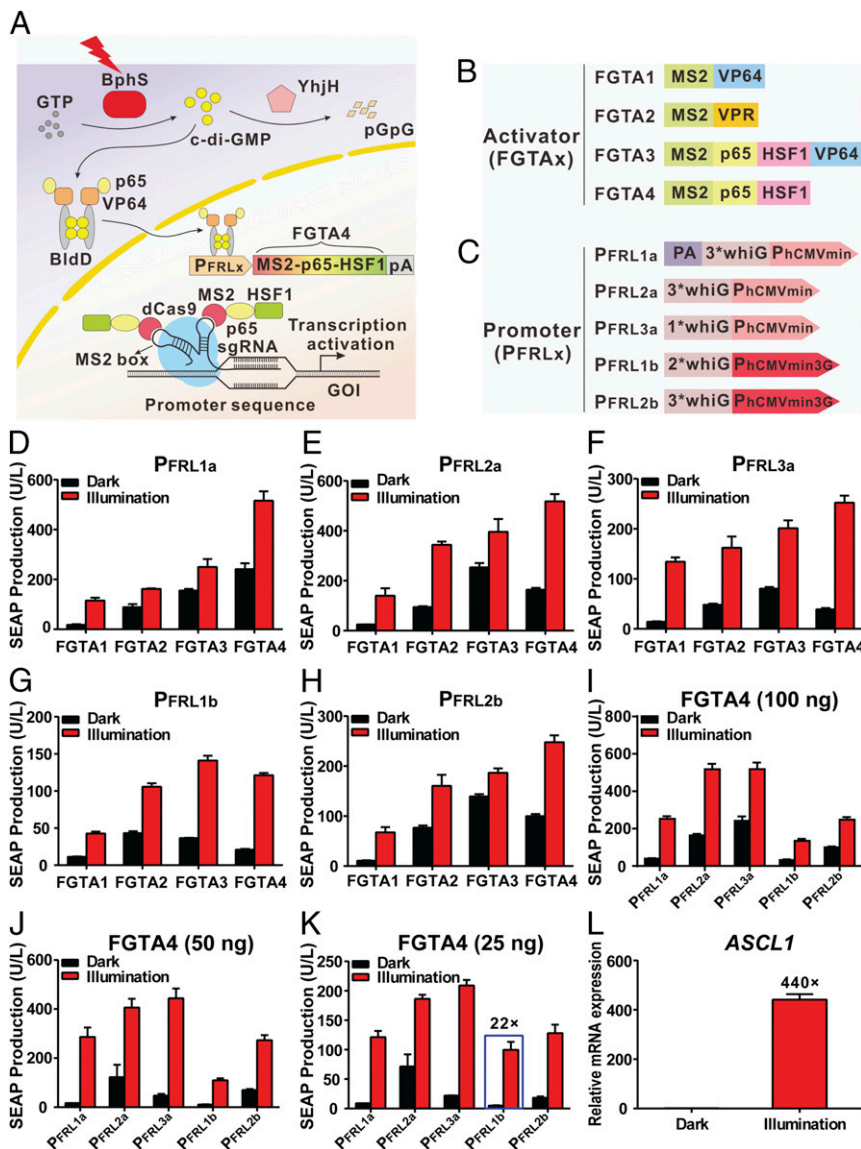 A
BphS
GTP
YhjH
c-di-GMP
pGpG
p65
VP64
BldD
FGTA4
PFRLx MS2-p65-HSF1 pA
MS2 HSF1
dCas9
p65
sgRNA
MS2 box
Transcription
activation
Promoter sequence
GOI
B
Activator
(FGTAx)
FGTA1 MS2 VP64
FGTA2 MS2 VPR
FGTA3 MS2 p65 HSF1 VP64
FGTA4 MS2 p65 HSF1
C
Promoter
(PFRLx)
PFRL1a PA 3*whiG PhCMVmin
PFRL2a 3*whiG PhCMVmin
PFRL3a 1*whiG PhCMVmin
PFRL1b 2*whiG PhCMVmin3G
PFRL2b 3*whiG PhCMVmin3G
D
PFRL1a
SEAP Production (U/L)
600
400
200
0
Dark
Illumination
FGTA1 FGTA2 FGTA3 FGTA4
E
PFRL2a
SEAP Production (U/L)
600
400
200
0
Dark
Illumination
FGTA1 FGTA2 FGTA3 FGTA4
F
PFRL3a
SEAP Production (U/L)
300
200
100
0
Dark
Illumination
FGTA1 FGTA2 FGTA3 FGTA4
G
PFRL1b
SEAP Production (U/L)
200
150
100
50
0
Dark
Illumination
FGTA1 FGTA2 FGTA3 FGTA4
H
PFRL2b
SEAP Production (U/L)
300
200
100
0
Dark
Illumination
FGTA1 FGTA2 FGTA3 FGTA4
I
FGTA4 (100 ng)
SEAP Production (U/L)
800
600
400
200
0
Dark
Illumination
PFRL1a PFRL2a PFRL3a PFRL1b PFRL2b
J
FGTA4 (50 ng)
SEAP Production (U/L)
600
400
200
0
Dark
Illumination
PFRL1a PFRL2a PFRL3a PFRL1b PFRL2b
K
FGTA4 (25 ng)
SEAP Production (U/L)
250
200
150
100
50
0
Dark
Illumination
22×
PFRL1a PFRL2a PFRL3a PFRL1b PFRL2b
L
ASCL1
Relative mRNA expression
600
400
200
0
440×
Dark Illumination